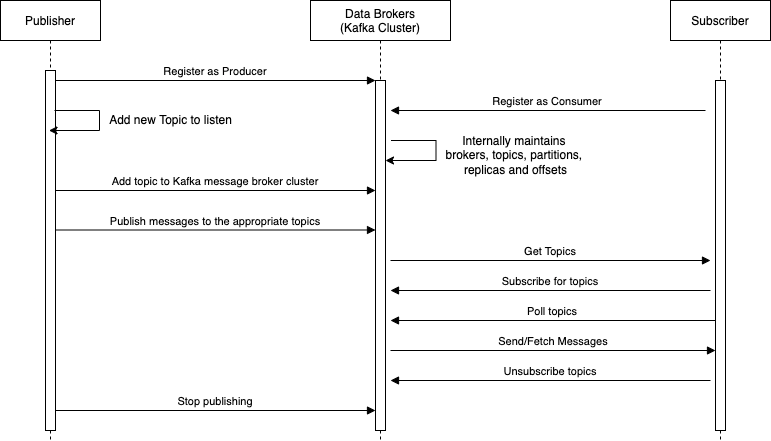 Publisher
Data Brokers
(Kafka Cluster)
Subscriber
Register as Producer
Register as Consumer
Add new Topic to listen
Internally maintains
brokers, topics, partitions,
replicas and offsets
Add topic to Kafka message broker cluster
Publish messages to the appropriate topics
Get Topics
Subscribe for topics
Poll topics
Send/Fetch Messages
Unsubscribe topics
Stop publishing